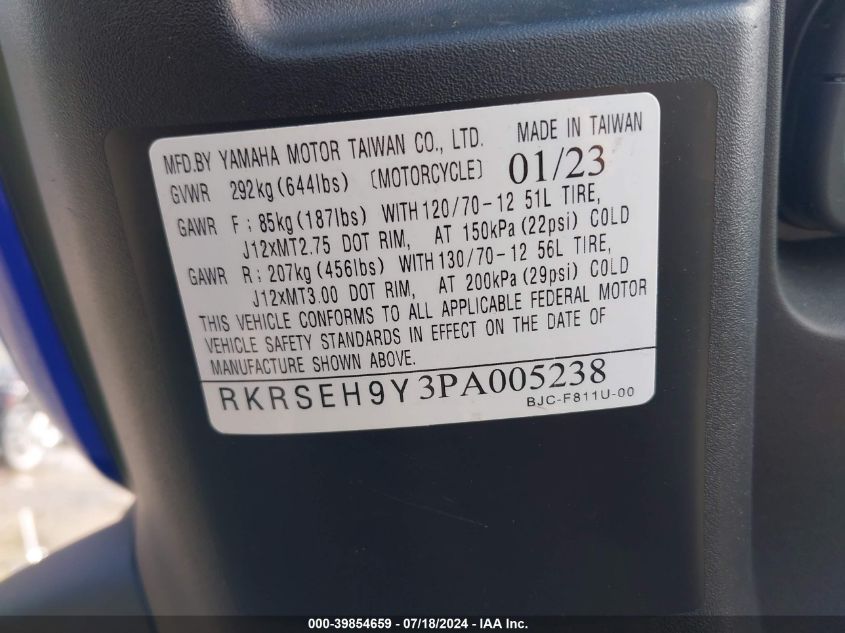 MFD.BY YAMAHA MOTOR TAIWAN CO., LTD. MADE IN TAIWAN
GVWR 292kg (644lbs) (MOTORCYCLE) 01/23
GAWR F ; 85kg (187lbs) WITH 120/70-12 51L TIRE,
J12xMT2.75 DOT RIM, AT 150kPa (22psi) COLD
GAWR R ; 207kg (456lbs) WITH 130/70-12 56L TIRE,
J12xMT3.00 DOT RIM, AT 200kPa (29psi) COLD
THIS VEHICLE CONFORMS TO ALL APPLICABLE FEDERAL MOTOR
VEHICLE SAFETY STANDARDS IN EFFECT ON THE DATE OF
MANUFACTURE SHOWN ABOVE.
RKRSEH9Y3PA005238
BJC-F811U-00
000-39854659 - 07/18/2024 - IAA Inc.